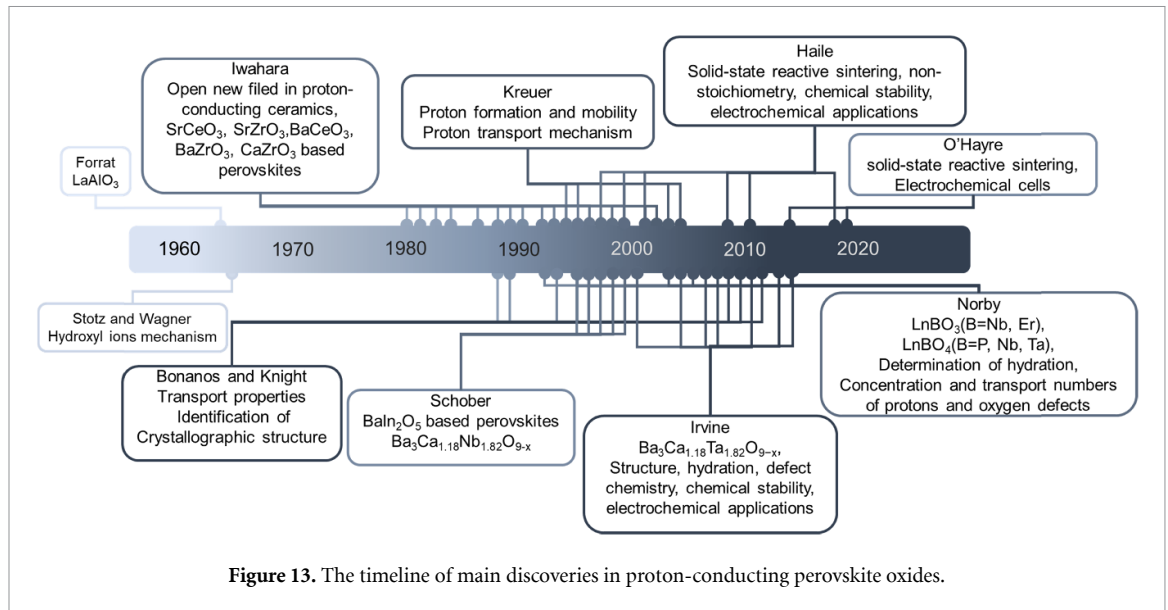 Iwahara
Open new filed in proton-
conducting ceramics,
SrCeO₃, SrZrO₃,BaCeO₃,
BaZrO₃, CaZrO₃ based
perovskites
Kreuer
Proton formation and mobility
Proton transport mechanism
Haile
Solid-state reactive sintering, non-
stoichiometry, chemical stability,
electrochemical applications
Forrat
LaAlO₃
O’Hayre
solid-state reactive sintering,
Electrochemical cells
1960 1970 1980 1990 2000 2010 2020
Stotz and Wagner
Hydroxyl ions mechanism
Bonanos and Knight
Transport properties
Identification of
Crystallographic structure
Schober
BaIn₂O₅ based perovskites
Ba₃Ca₁.₁₈Nb₁.₈₂O₉₋ₓ
Irvine
Ba₃Ca₁.₁₈Ta₁.₈₂O₉₋ₓ,
Structure, hydration, defect
chemistry, chemical stability,
electrochemical applications
Norby
LnBO₃(B=Nb, Er),
LnBO₄(B=P, Nb, Ta),
Determination of hydration,
Concentration and transport numbers
of protons and oxygen defects
Figure 13. The timeline of main discoveries in proton-conducting perovskite oxides.